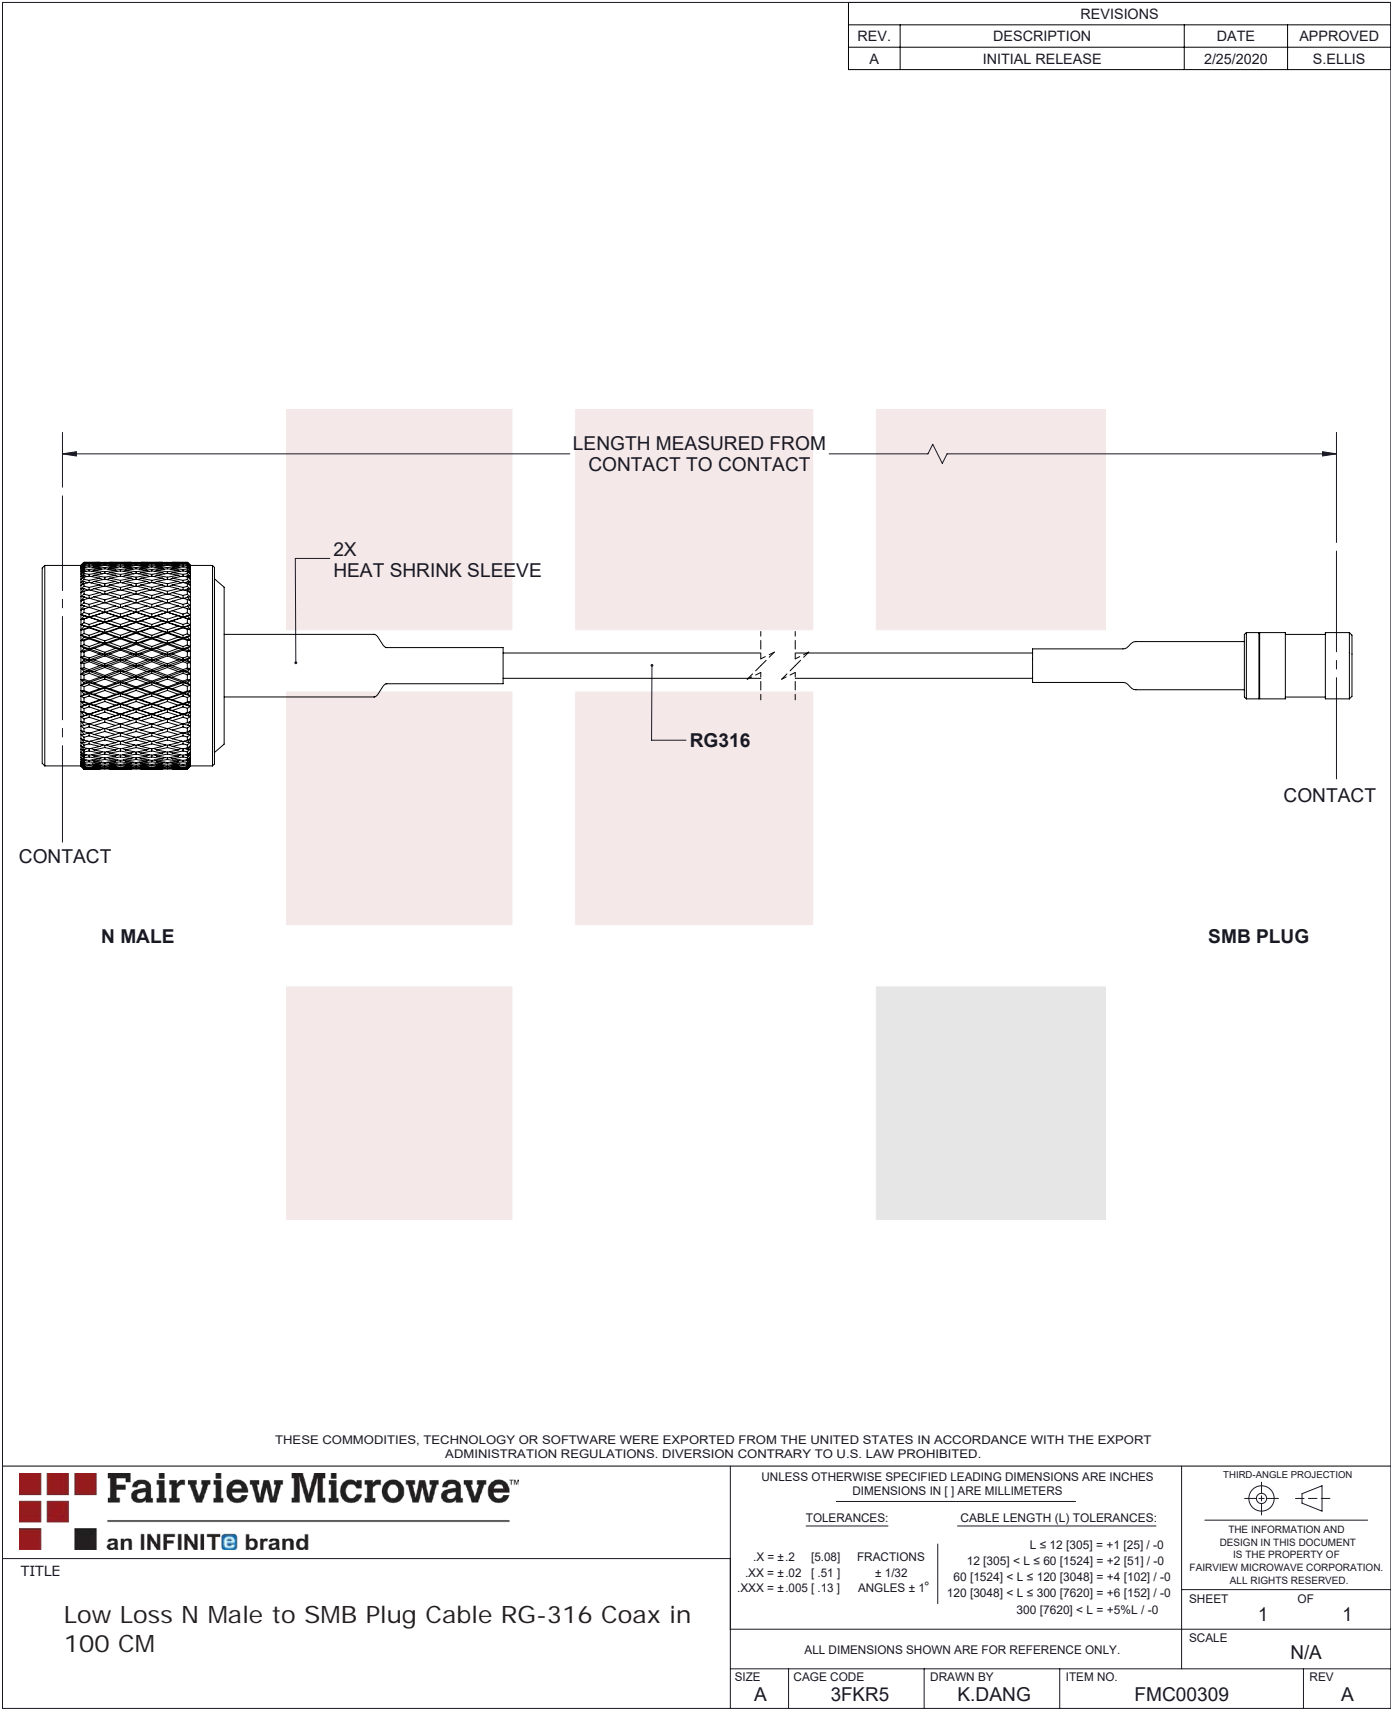 REVISIONS
REV. DESCRIPTION DATE APPROVED
A INITIAL RELEASE 2/25/2020 S.ELLIS
LENGTH MEASURED FROM
CONTACT TO CONTACT
2X
HEAT SHRINK SLEEVE
RG316
CONTACT
CONTACT
N MALE
SMB PLUG
THESE COMMODITIES, TECHNOLOGY OR SOFTWARE WERE EXPORTED FROM THE UNITED STATES IN ACCORDANCE WITH THE EXPORT
ADMINISTRATION REGULATIONS. DIVERSION CONTRARY TO U.S. LAW PROHIBITED.
Fairview Microwave™
an INFINITe brand
TITLE
Low Loss N Male to SMB Plug Cable RG-316 Coax in
100 CM
UNLESS OTHERWISE SPECIFIED LEADING DIMENSIONS ARE INCHES
DIMENSIONS IN [ ] ARE MILLIMETERS
TOLERANCES:
.X = ±.2 [5.08] FRACTIONS
.XX = ±.02 [ .51 ] ± 1/32
.XXX = ±.005 [ .13 ] ANGLES ± 1°
CABLE LENGTH (L) TOLERANCES:
L ≤ 12 [305] = +1 [25] / -0
12 [305] < L ≤ 60 [1524] = +2 [51] / -0
60 [1524] < L ≤ 120 [3048] = +4 [102] / -0
120 [3048] < L ≤ 300 [7620] = +6 [152] / -0
300 [7620] < L = +5%L / -0
ALL DIMENSIONS SHOWN ARE FOR REFERENCE ONLY.
THIRD-ANGLE PROJECTION
THE INFORMATION AND
DESIGN IN THIS DOCUMENT
IS THE PROPERTY OF
FAIRVIEW MICROWAVE CORPORATION.
ALL RIGHTS RESERVED.
SHEET 1 OF 1
SCALE
N/A
SIZE CAGE CODE DRAWN BY ITEM NO. REV
A 3FKR5 K.DANG FMC00309 A